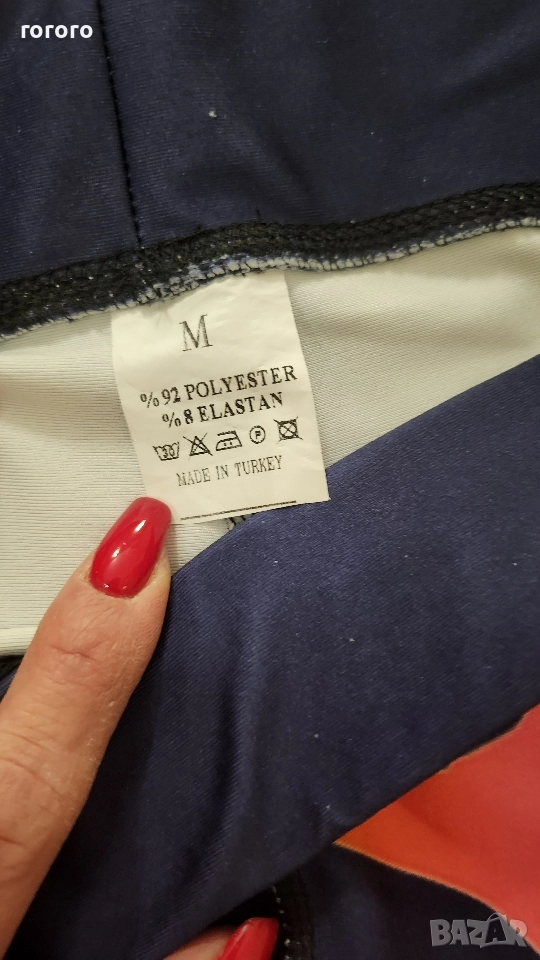 rororo
M
%92 POLYESTER
%8 ELASTAN
30 P
MADE IN TURKEY
BAZAR